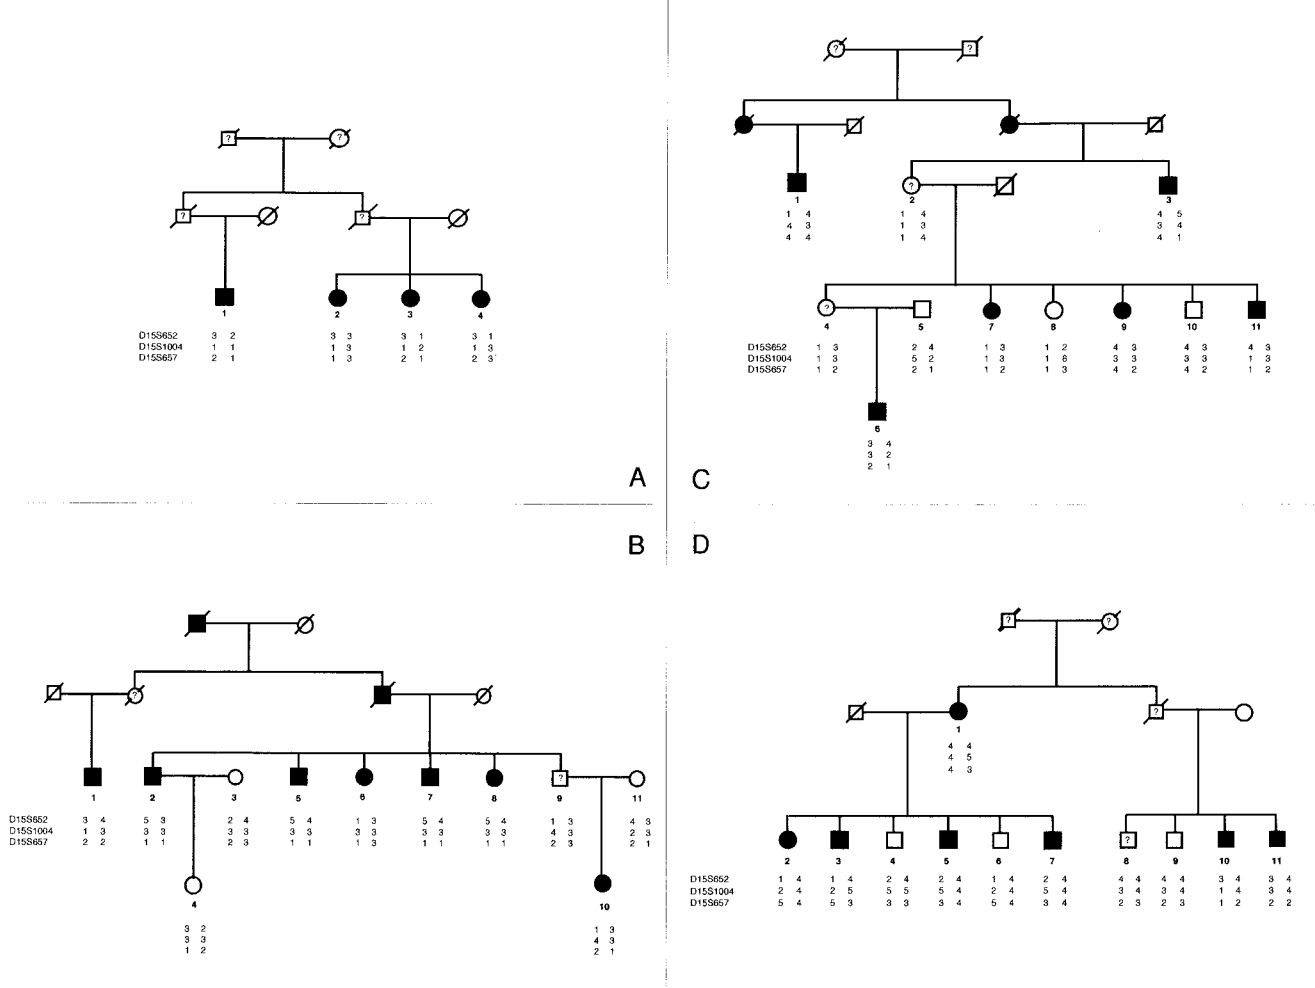 ? ?
? ?
1 2 3 4
D15S652 3 2 3 3 3 1 3 1
D15S1004 1 1 1 3 1 2 1 3
D15S657 2 1 1 3 2 1 2 3
A
? ?
1 ? 2 3
1 4 1 4 4 5
4 3 1 3 3 4
4 4 1 4 4 1
?
4 5 7 8 9 10 11
D15S652 1 3 2 4 1 3 1 2 4 3 4 3 4 3
D15S1004 1 3 5 2 1 3 1 6 3 3 3 3 1 3
D15S657 1 2 2 1 1 2 1 3 4 2 4 2 1 2
6
3 4
3 2
2 1
C
B
?
?
1 2 3 5 6 7 8 9 11
D15S652 3 4 5 3 2 4 5 4 1 3 5 4 5 4 1 3 4 3
D15S1004 1 3 3 3 3 3 3 3 3 3 3 3 3 3 4 3 2 3
D15S657 2 2 1 1 2 3 1 1 1 3 1 1 1 1 2 3 2 1
4 10
3 2 1 3
3 3 4 3
1 2 2 1
D
? ?
?
1
4 4
4 5
4 3
?
2 3 4 5 6 7 8 9 10 11
D15S652 1 4 1 4 2 4 2 4 1 4 2 4 4 4 4 4 3 4 3 4
D15S1004 2 4 2 5 5 5 5 4 2 4 5 4 3 4 3 4 1 4 3 4
D15S657 5 4 5 3 3 3 3 4 5 4 3 4 2 3 2 3 1 2 2 2